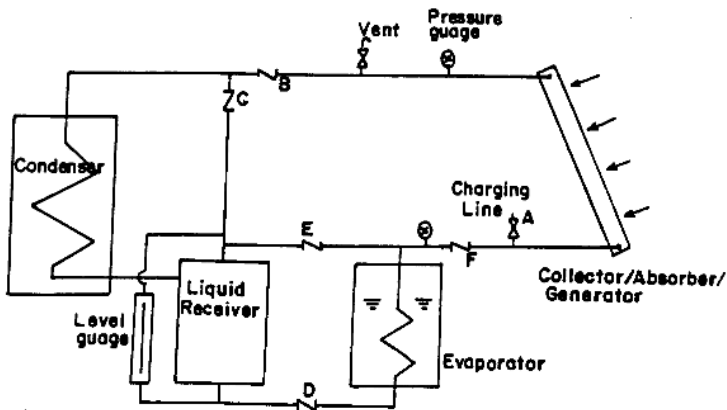 Vent
Pressure
guage
B
C
Condenser
Charging
Line
A
E
F
Collector/Absorber/
Generator
Liquid
Receiver
Level
guage
Evaporator
D